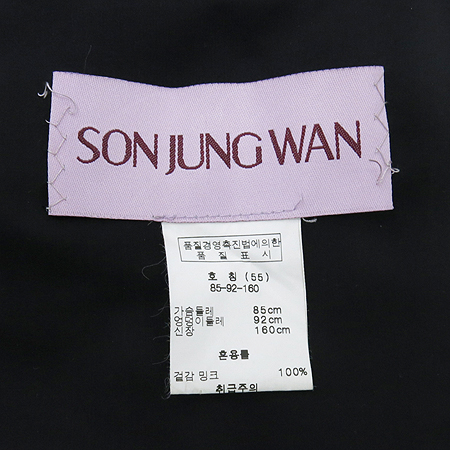 SON JUNG WAN
품질경영촉진법에의한
품 질 표 시
호 칭 (55)
85-92-160
가슴둘레 85cm
엉덩이둘레 92cm
신장 160cm
혼용률
겉감 밍크 100%
취급주의